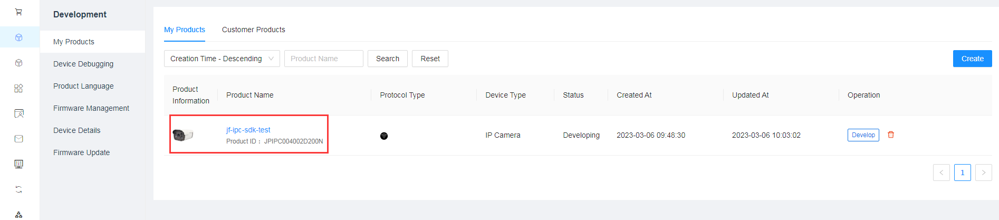 Development
My Products
Device Debugging
Product Language
Firmware Management
Device Details
Firmware Update
My Products Customer Products
Creation Time - Descending Product Name Search Reset Create
Product Information Product Name Protocol Type Device Type Status Created At Updated At Operation
jf-ipc-sdk-test
Product ID： JPIPC004002D200N
IP Camera Developing 2023-03-06 09:48:30 2023-03-06 10:03:02 Develop
< 1 >